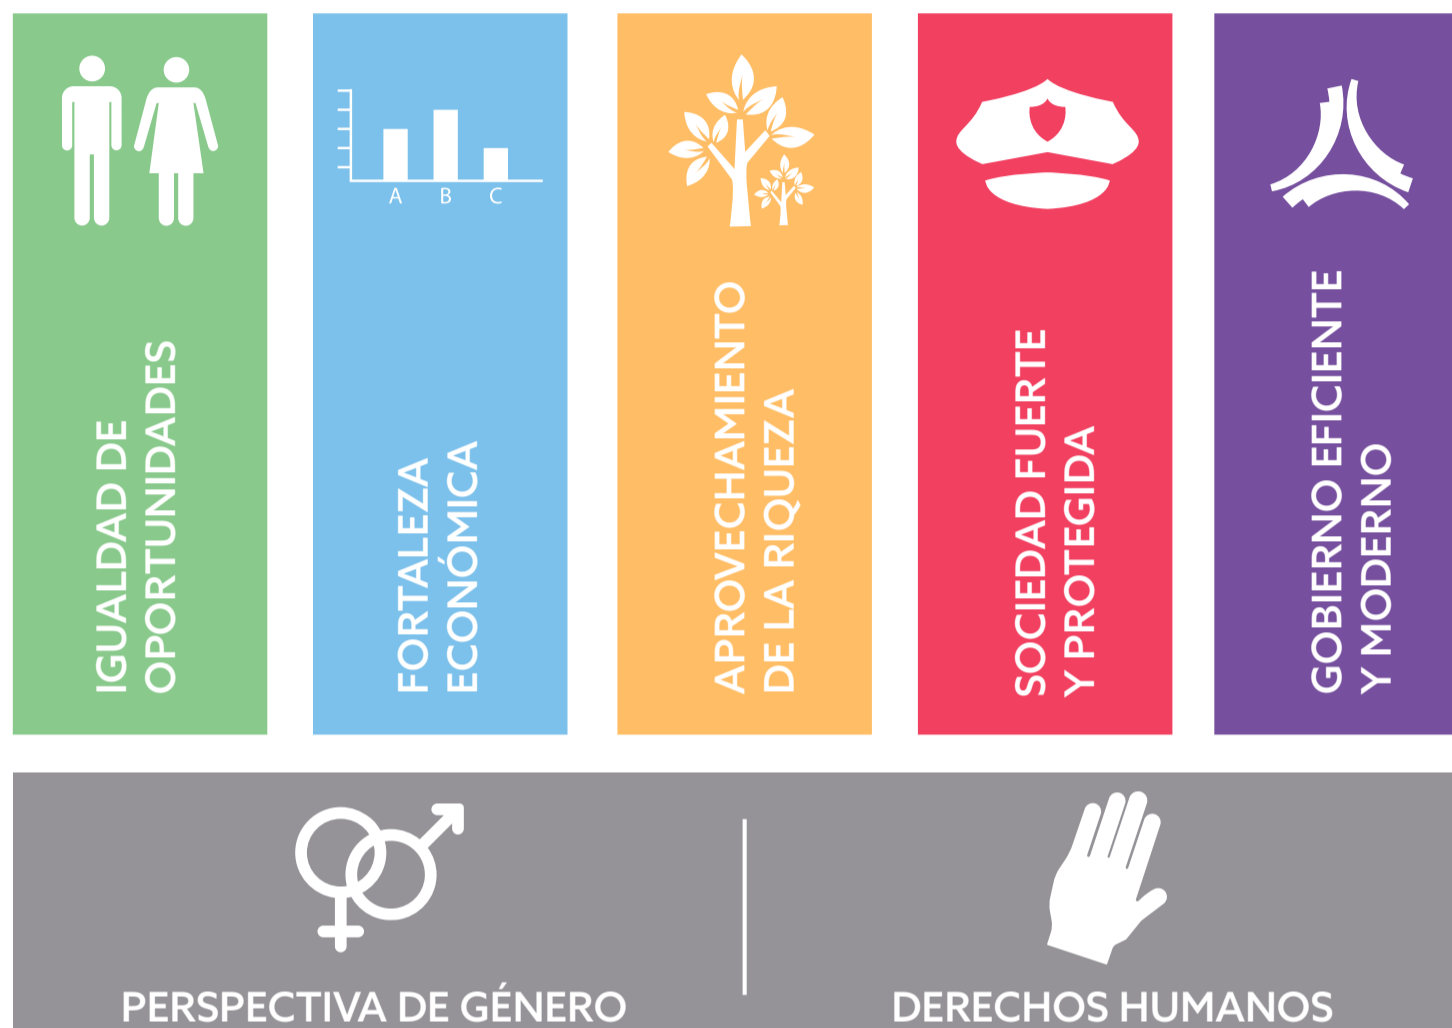 A B C
IGUALDAD DE
OPORTUNIDADES
FORTALEZA
ECONÓMICA
APROVECHAMIENTO
DE LA RIQUEZA
SOCIEDAD FUERTE
Y PROTEGIDA
GOBIERNO EFICIENTE
Y MODERNO
PERSPECTIVA DE GÉNERO
DERECHOS HUMANOS